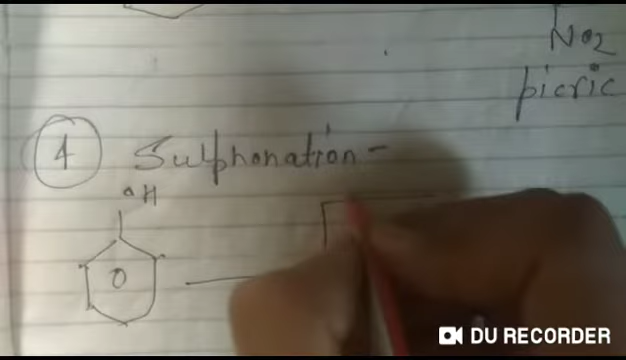 NO2
picric
4 Sulphonation-
OH
DU RECORDER